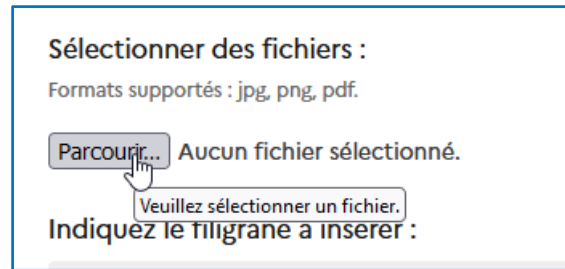 Sélectionner des fichiers :
Formats supportés : jpg, png, pdf.
Parcourir... Aucun fichier sélectionné.
Veuillez sélectionner un fichier.
Indiquez le filigrane à insérer :